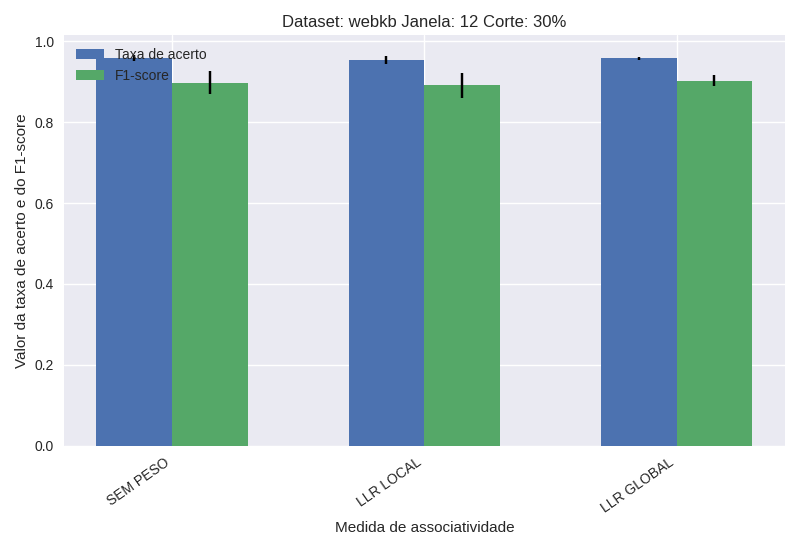 Dataset: webkb Janela: 12 Corte: 30%
Taxa de acerto
F1-score
Valor da taxa de acerto e do F1-score
1.0
0.8
0.6
0.4
0.2
0.0
SEM PESO
LLR LOCAL
LLR GLOBAL
Medida de associatividade